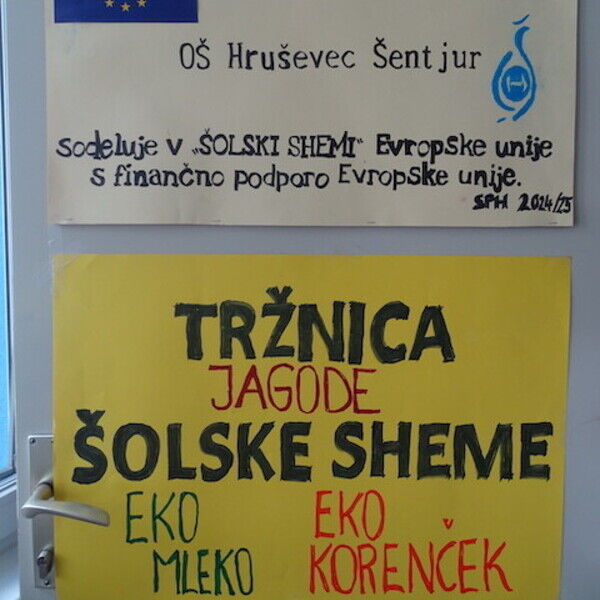 OŠ Hruševec Šentjur
sodeluje v „ŠOLSKI SHEMI“ Evropske unije
s finančno podporo Evropske unije.
SPH 2024/25
TRŽNICA
JAGODE
ŠOLSKE SHEME
EKO EKO
MLEKO KORENČEK